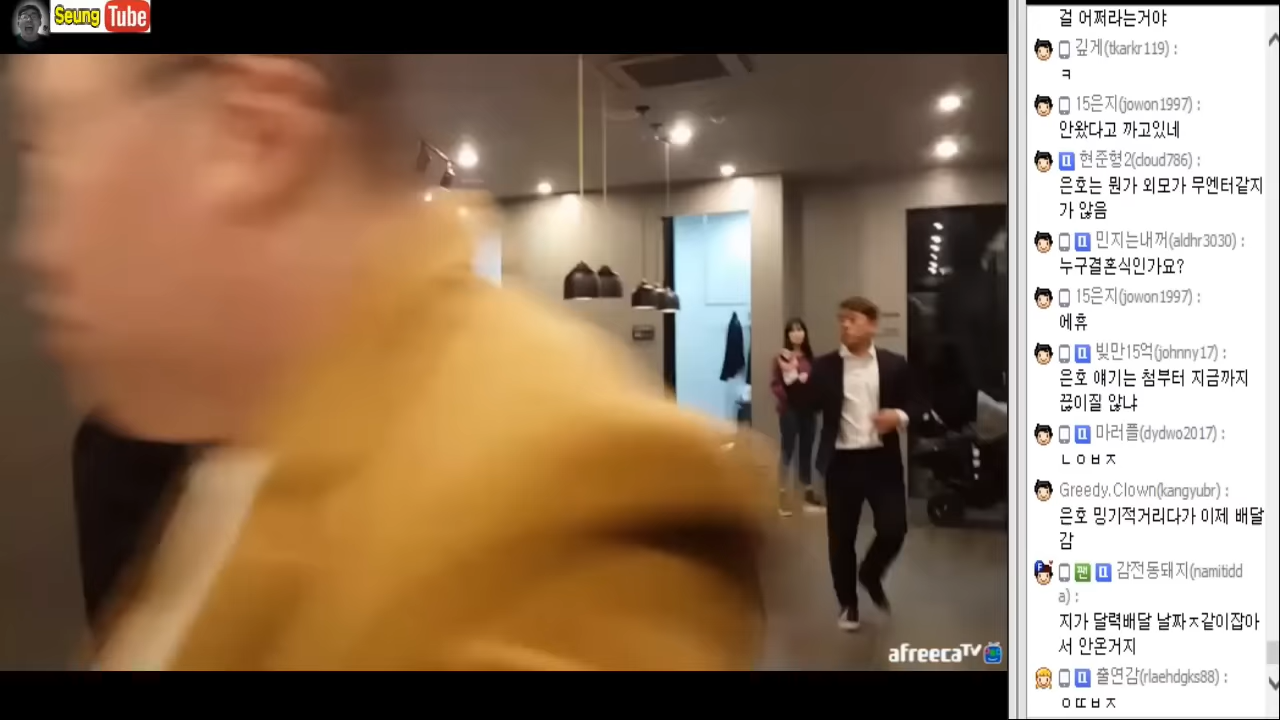 Seung Tube
afreecaTV
걸 어쩌라는거야
깊게(tkarkr119) :
ㅋ
15은지(jowon1997) :
안왔다고 까고있네
현준형2(cloud786) :
은호는 뭔가 외모가 무엔터같지
가 않음
민지는내꺼(aldhr3030) :
누구결혼식인가요?
15은지(jowon1997) :
에휴
빚만15억(johnny17) :
은호 얘기는 첨부터 지금까지
끊이질 않냐
마러플(dydwo2017) :
ㄴㅇㅂㅈ
Greedy.Clown(kangyubr) :
은호 밍기적거리다가 이제 배달
감
팬 감전동돼지(namitidd
a) :
지가 달력배달 날짜ㅈ같이잡아
서 안온거지
출연감(rlaehdgks88) :
ㅇㄸㅂㅈ